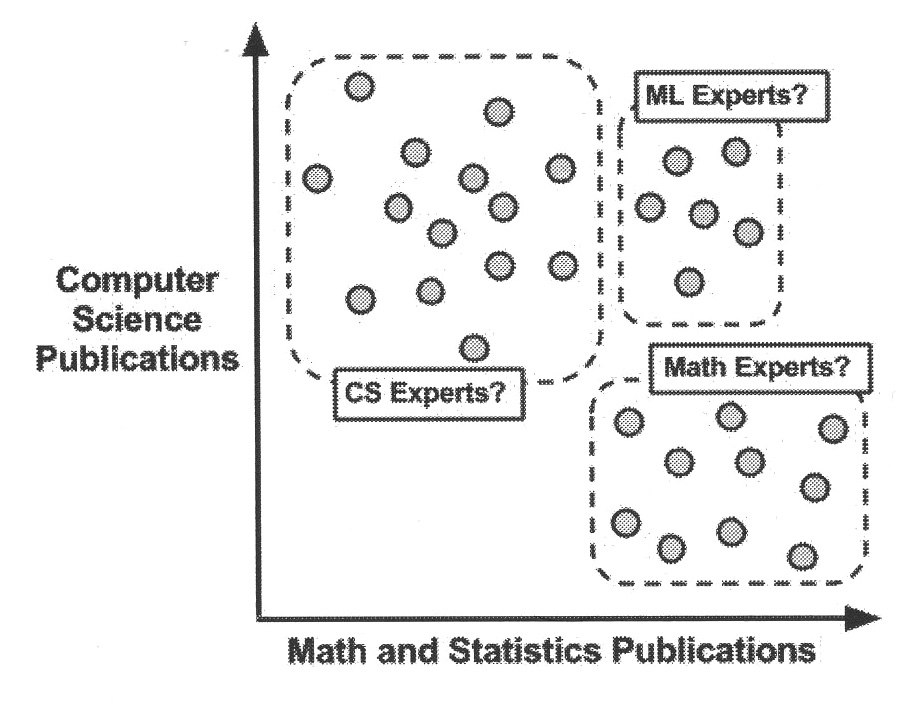 ML Experts?
Computer
Science
Publications
Math Experts?
CS Experts?
Math and Statistics Publications